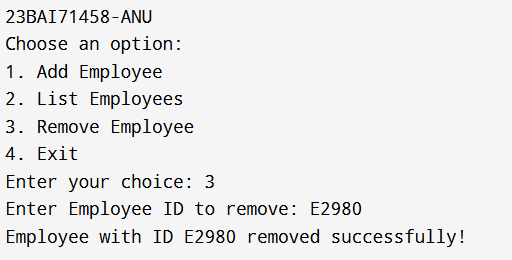 23BAI71458-ANU
Choose an option:
1. Add Employee
2. List Employees
3. Remove Employee
4. Exit
Enter your choice: 3
Enter Employee ID to remove: E2980
Employee with ID E2980 removed successfully!